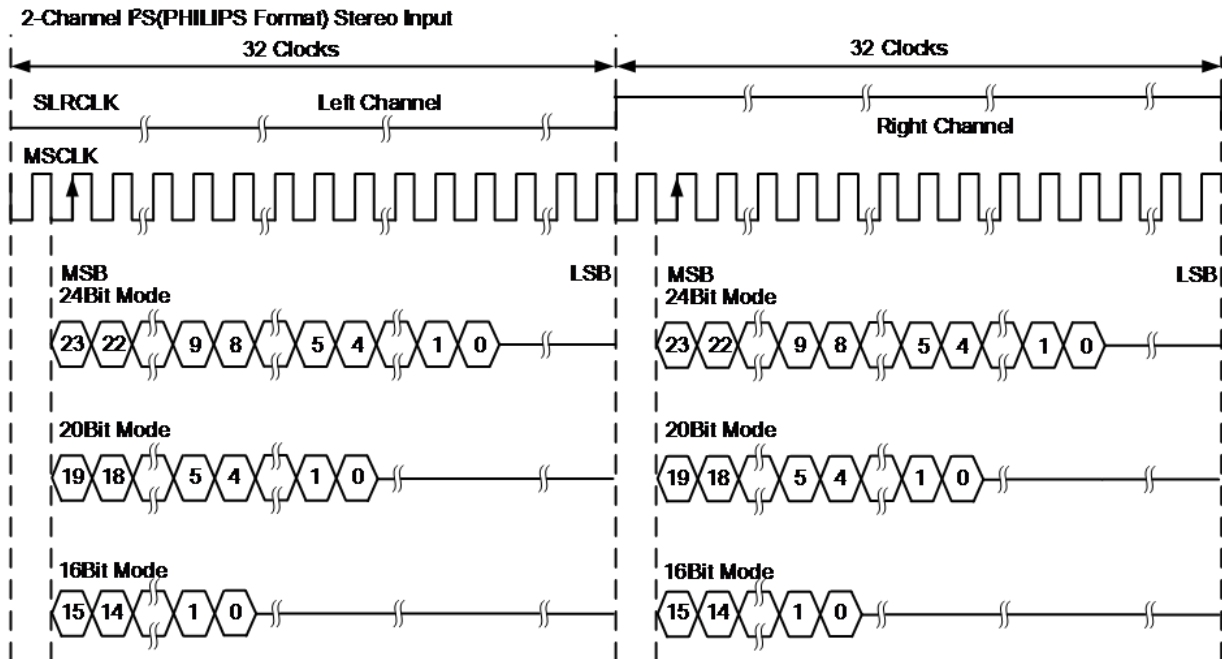 2-Channel I²S(PHILIPS Format) Stereo Input
32 Clocks 32 Clocks
SLRCLK Left Channel
Right Channel
MSCLK
MSB LSB MSB LSB
24Bit Mode 24Bit Mode
23 22 9 8 5 4 1 0 23 22 9 8 5 4 1 0
20Bit Mode 20Bit Mode
19 18 5 4 1 0 19 18 5 4 1 0
16Bit Mode 16Bit Mode
15 14 1 0 15 14 1 0